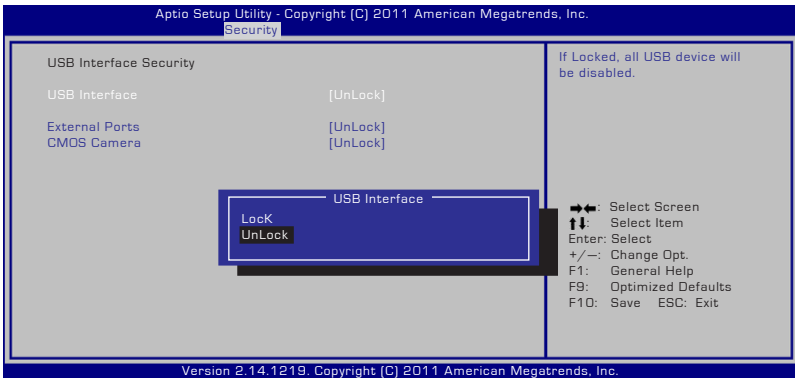 Aptio Setup Utility - Copyright (C) 2011 American Megatrends, Inc.
Security
USB Interface Security
USB Interface [UnLock]
External Ports [UnLock]
CMOS Camera [UnLock]
USB Interface
LocK
UnLock
If Locked, all USB device will
be disabled.
→←: Select Screen
↑↓: Select Item
Enter: Select
+/—: Change Opt.
F1: General Help
F9: Optimized Defaults
F10: Save ESC: Exit
Version 2.14.1219. Copyright (C) 2011 American Megatrends, Inc.